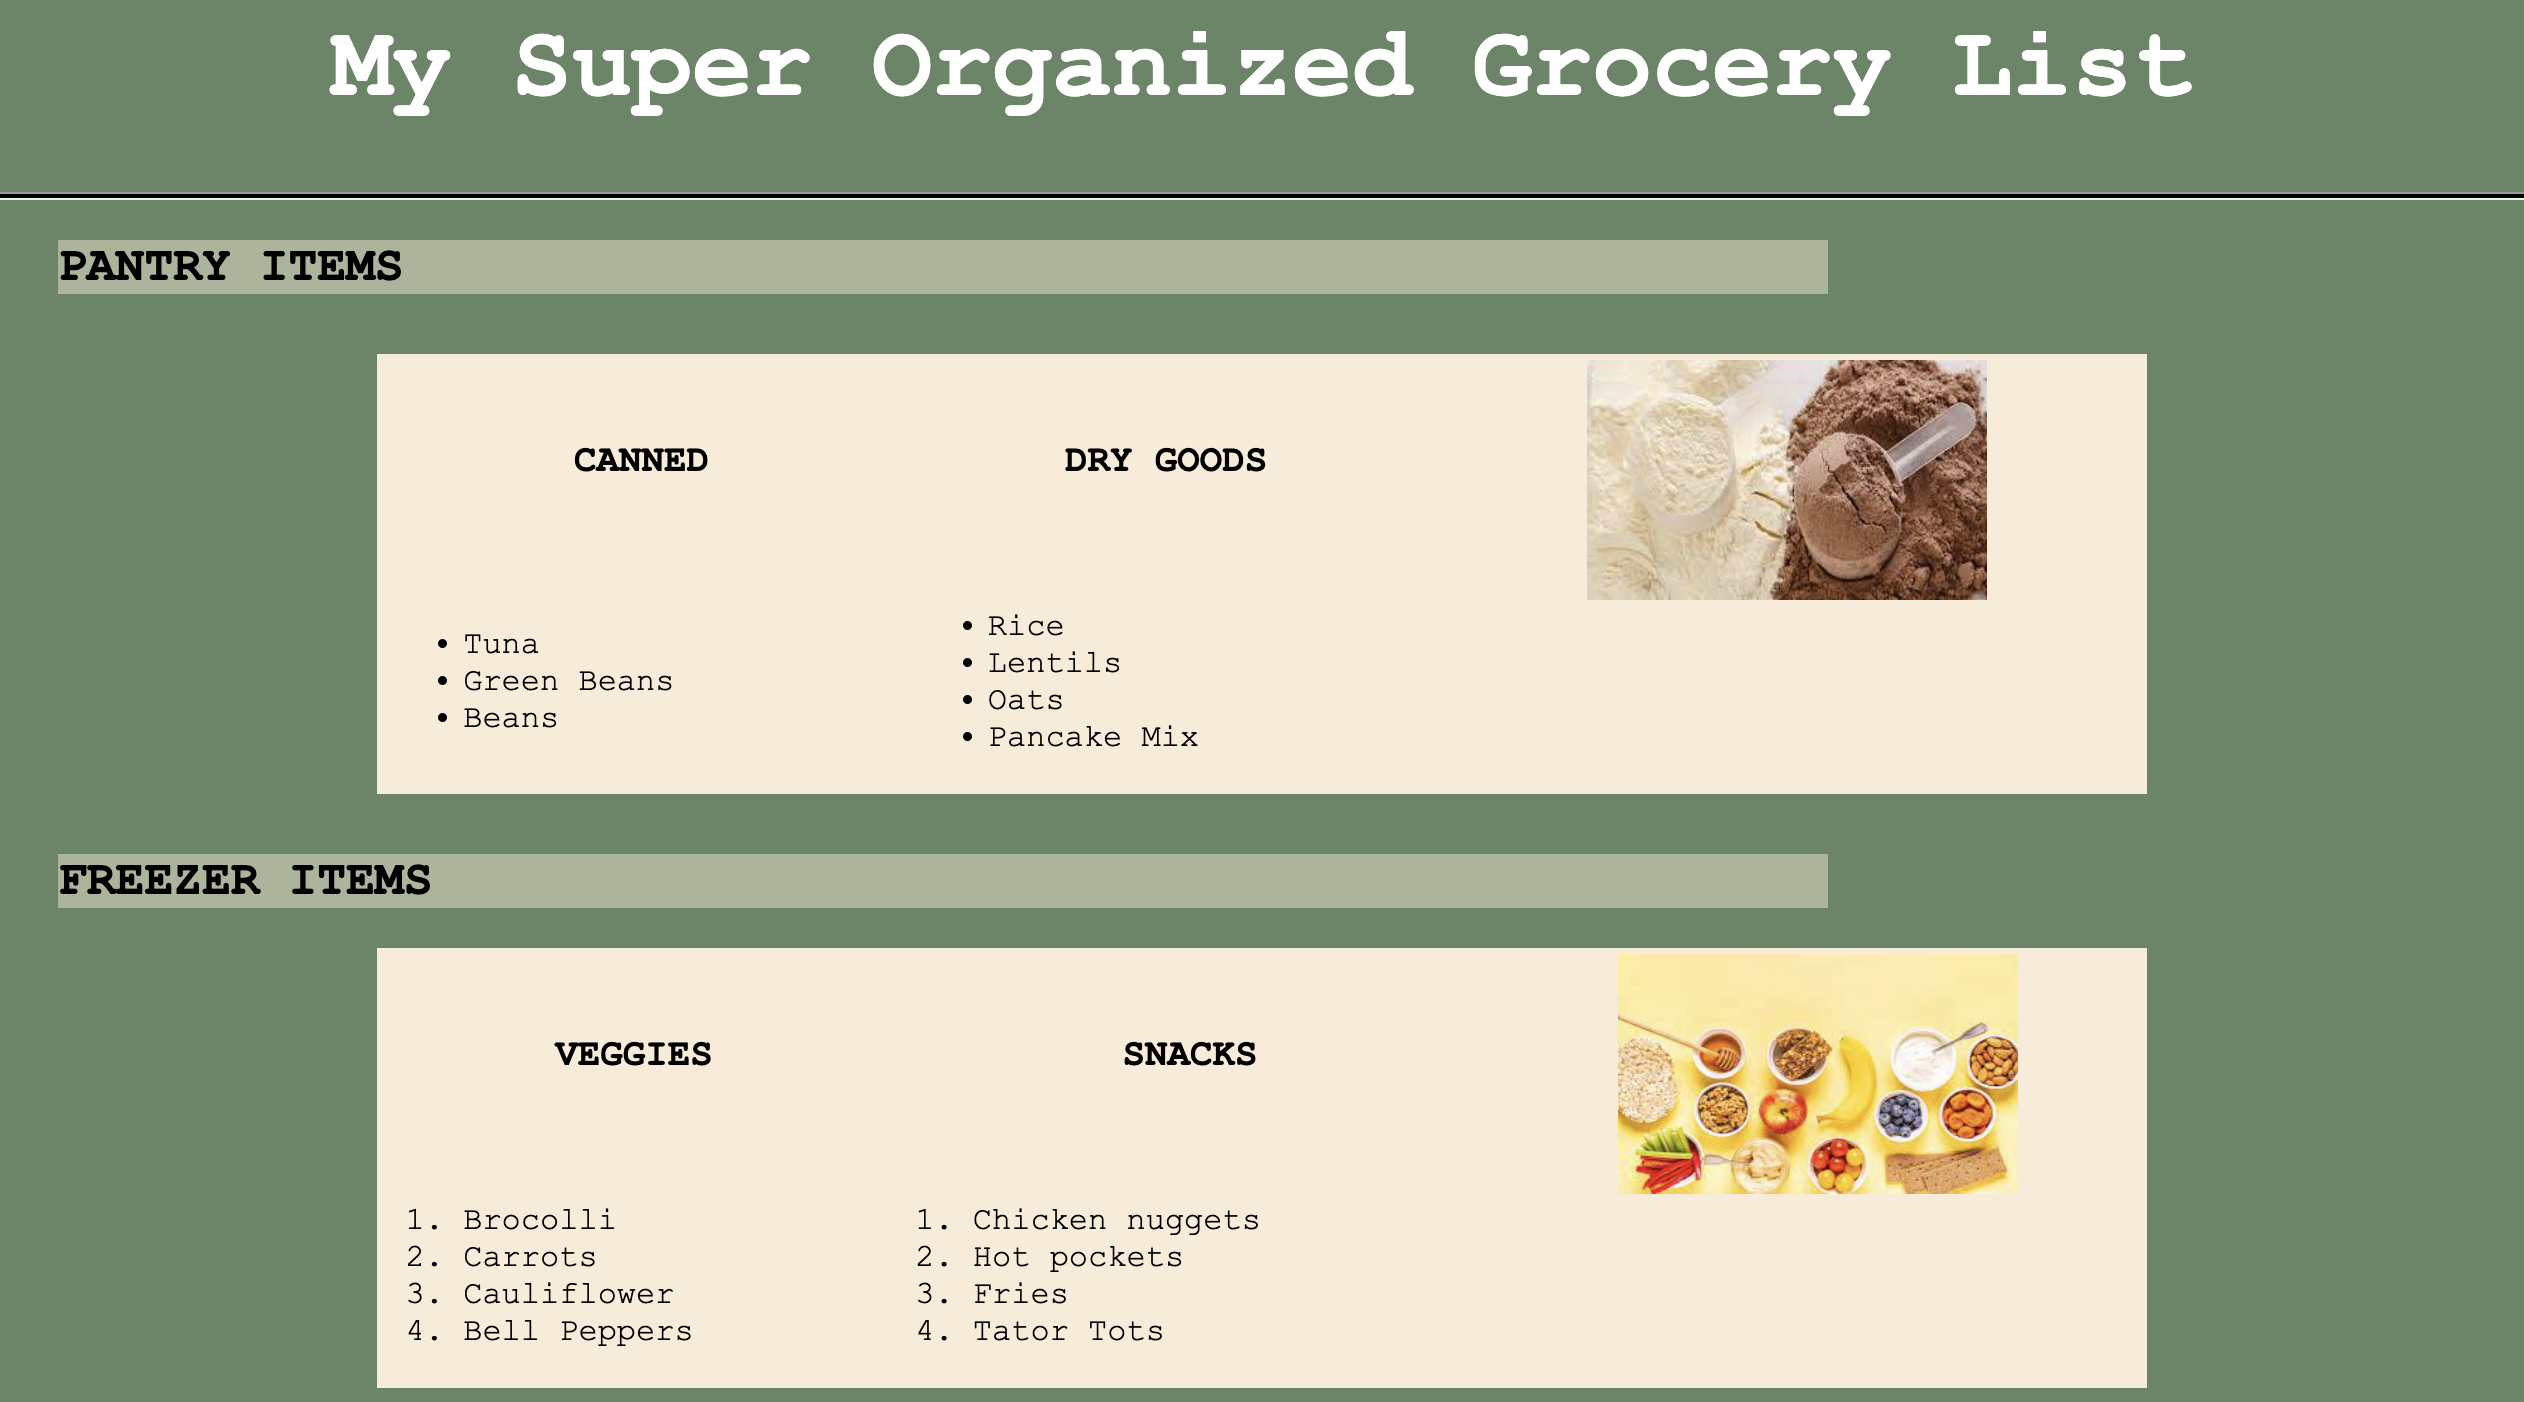 My Super Organized Grocery List
PANTRY ITEMS
CANNED
DRY GOODS
• Tuna
• Green Beans
• Beans
• Rice
• Lentils
• Oats
• Pancake Mix
FREEZER ITEMS
VEGGIES
SNACKS
1. Brocolli
2. Carrots
3. Cauliflower
4. Bell Peppers
1. Chicken nuggets
2. Hot pockets
3. Fries
4. Tator Tots